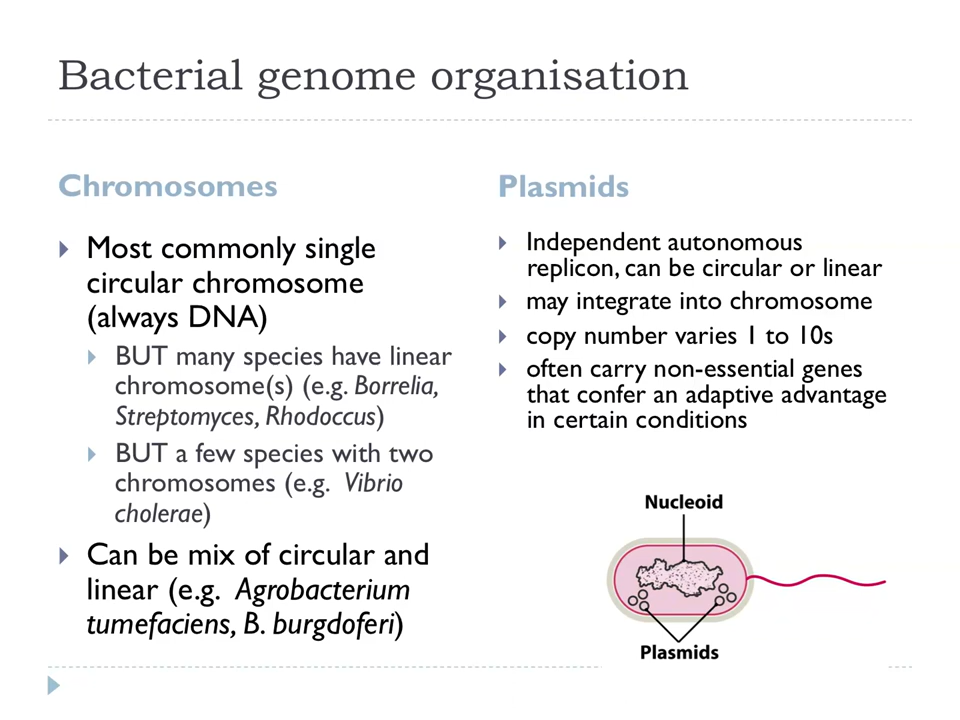 Bacterial genome organisation
Chromosomes
Most commonly single
circular chromosome
(always DNA)
BUT many species have linear
chromosome(s) (e.g. Borrelia,
Streptomyces, Rhodoccus)
BUT a few species with two
chromosomes (e.g. Vibrio
cholerae)
Can be mix of circular and
linear (e.g. Agrobacterium
tumefaciens, B. burgdoferi)
Plasmids
Independent autonomous
replicon, can be circular or linear
may integrate into chromosome
copy number varies 1 to 10s
often carry non-essential genes
that confer an adaptive advantage
in certain conditions
Nucleoid
Plasmids